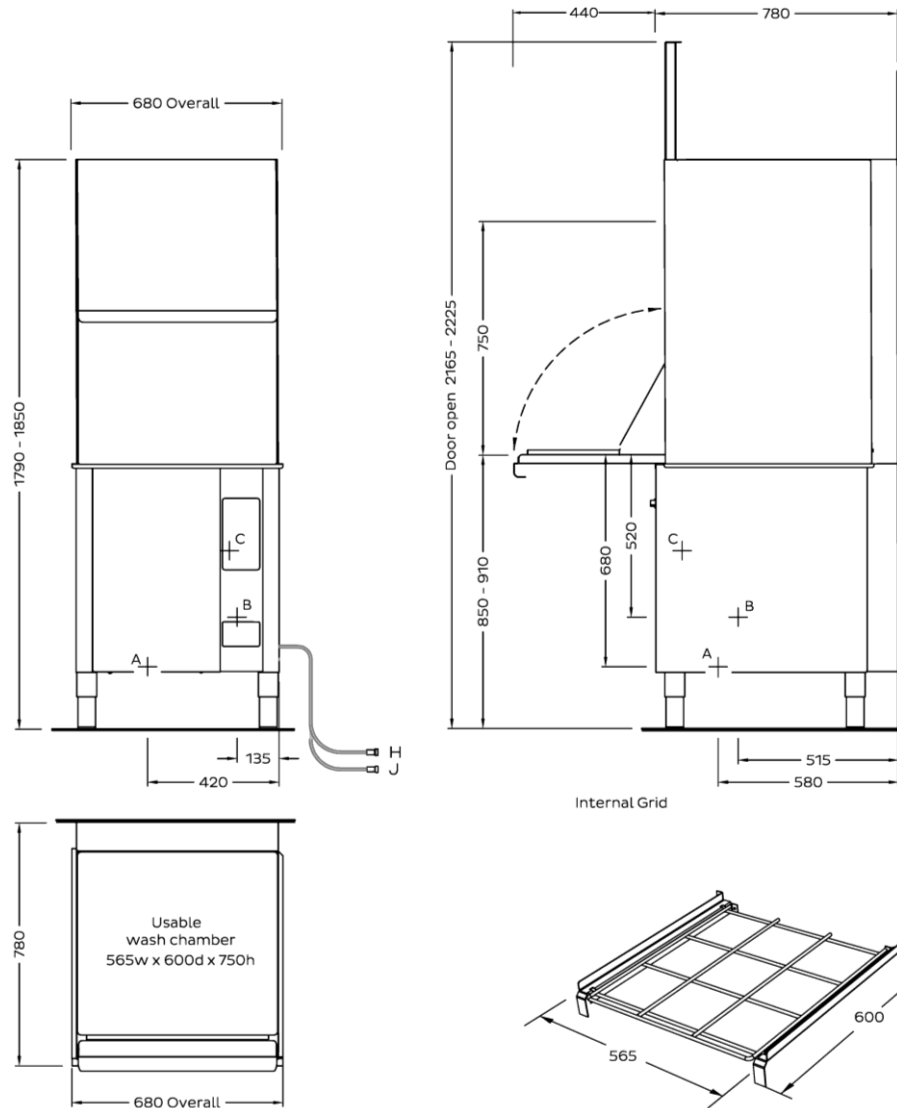 440
780
680 Overall
1790 - 1850
C
B
A
135
420
H
J
Door open 2165 - 2225
750
850 - 910
680
520
C
B
A
515
580
Internal Grid
780
Usable
wash chamber
565w x 600d x 750h
680 Overall
565
600